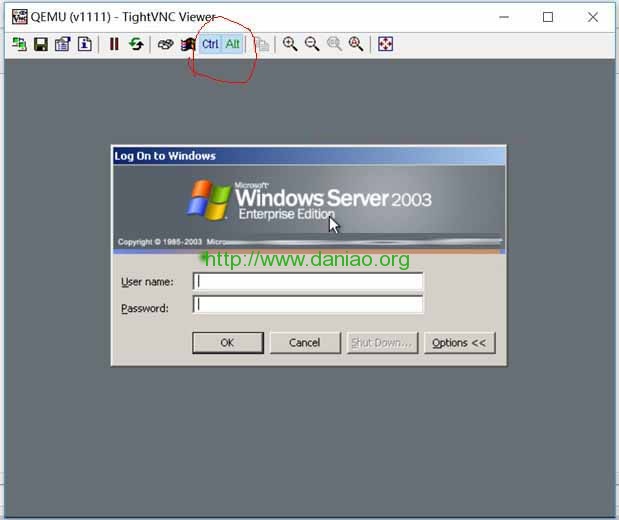 QEMU (v1111) - TightVNC Viewer
Ctrl Alt
Log On to Windows
Microsoft
Windows Server 2003
Enterprise Edition
Copyright © 1985-2003 Micro
http://www.daniao.org
User name:
Password:
OK Cancel Shut Down... Options <<